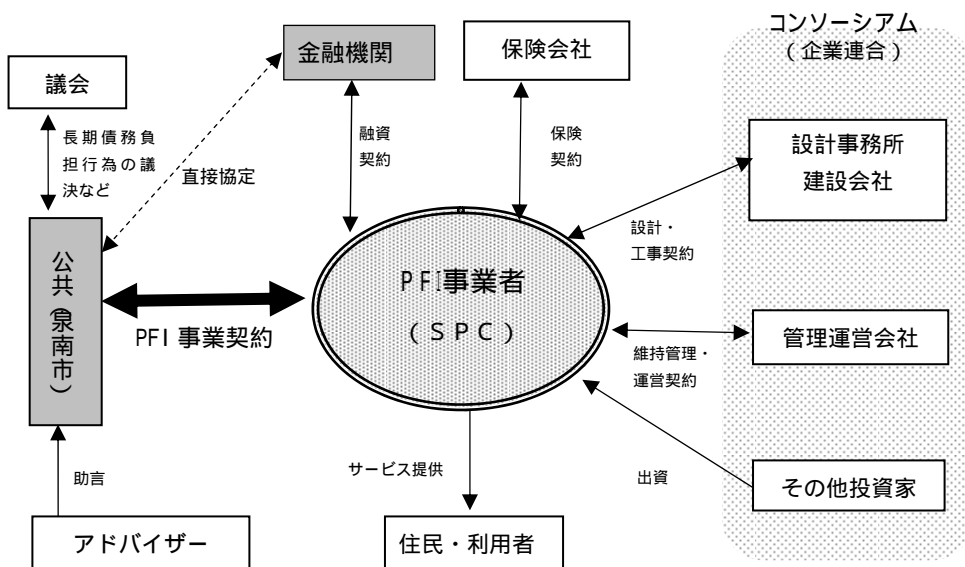 コンソーシアム
(企業連合)
金融機関
保険会社
議会
長期債務負
担行為の議
決など
直接協定
融資
契約
保険
契約
設計事務所
建設会社
設計・
工事契約
公共(泉南市)
PFI 事業契約
PFI事業者
(SPC)
管理運営会社
維持管理・
運営契約
助言
サービス提供
出資
その他投資家
アドバイザー
住民・利用者